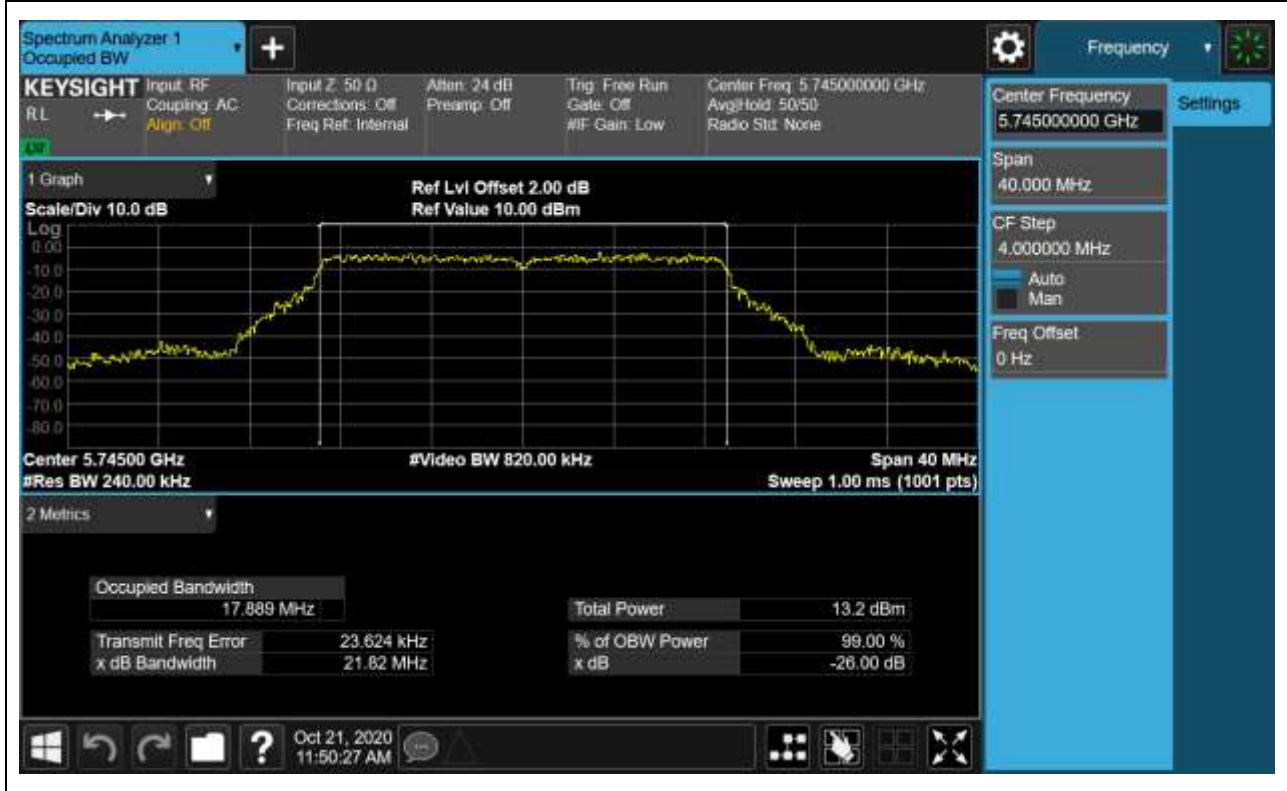 Spectrum Analyzer 1
Occupied BW
+
Frequency
KEYSIGHT
RL
Input: RF
Coupling: AC
Align: Off
Input Z: 50 Ω
Corrections: Off
Freq Ref: Internal
Atten: 24 dB
Preamp: Off
Trig: Free Run
Gate: Off
#IF Gain: Low
Center Freq: 5.745000000 GHz
Avg|Hold: 50/50
Radio Std: None
Center Frequency
5.745000000 GHz
Settings
Span
40.000 MHz
CF Step
4.000000 MHz
Auto
Man
Freq Offset
0 Hz
1 Graph
Ref Lvl Offset 2.00 dB
Scale/Div 10.0 dB
Ref Value 10.00 dBm
Log
0.00
-10.0
-20.0
-30.0
-40.0
-50.0
-60.0
-70.0
-80.0
Center 5.74500 GHz
#Video BW 820.00 kHz
Span 40 MHz
#Res BW 240.00 kHz
Sweep 1.00 ms (1001 pts)
2 Metrics
Occupied Bandwidth
17.889 MHz
Total Power 13.2 dBm
Transmit Freq Error 23.624 kHz
% of OBW Power 99.00 %
x dB Bandwidth 21.82 MHz
x dB -26.00 dB
?
Oct 21, 2020
11:50:27 AM